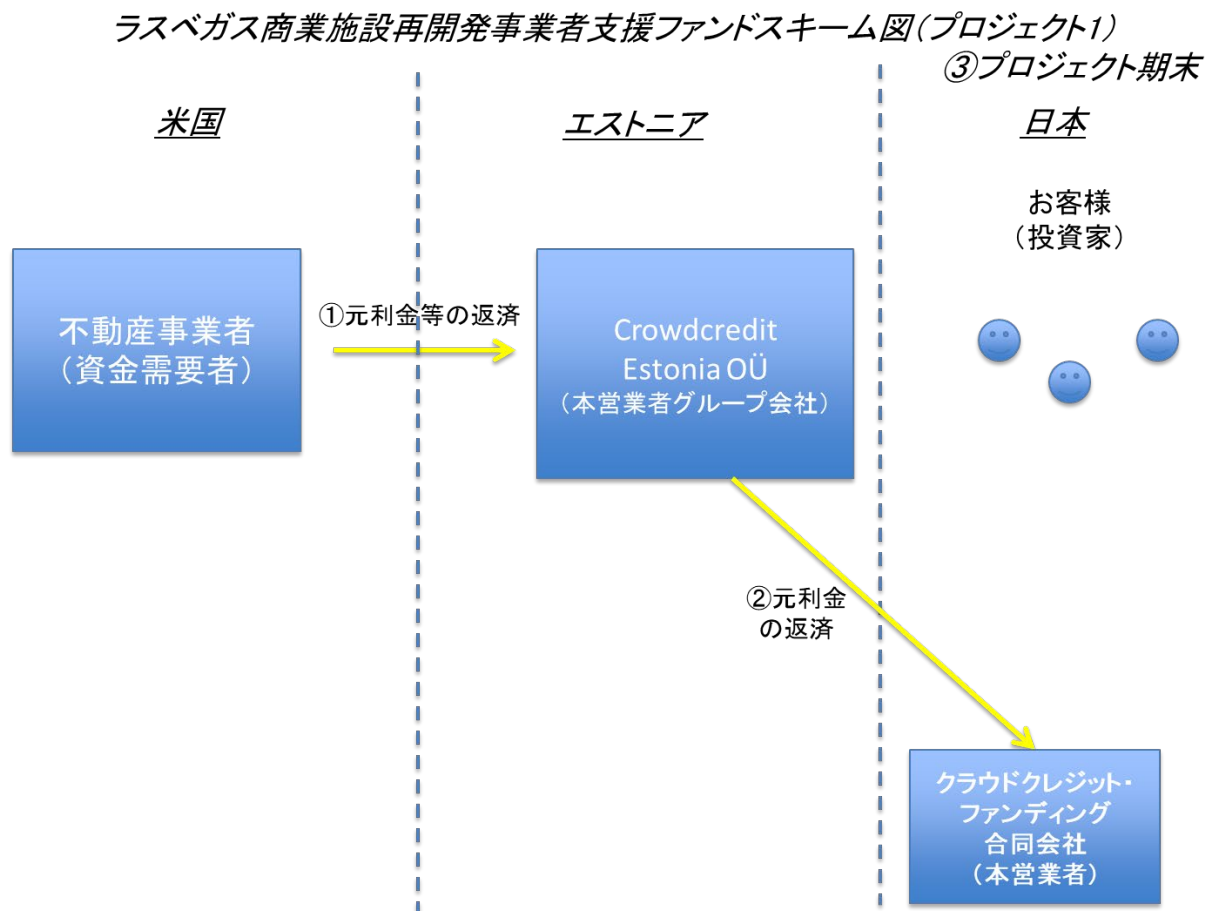 ラスベガス商業施設再開発事業者支援ファンドスキーム図(プロジェクト1)
③プロジェクト期末
米国
エストニア
日本
お客様
(投資家)
不動産事業者
(資金需要者)
①元利金等の返済
Crowdcredit
Estonia OÜ
(本営業者グループ会社)
②元利金
の返済
クラウドクレジット・
ファンディング
合同会社
(本営業者)